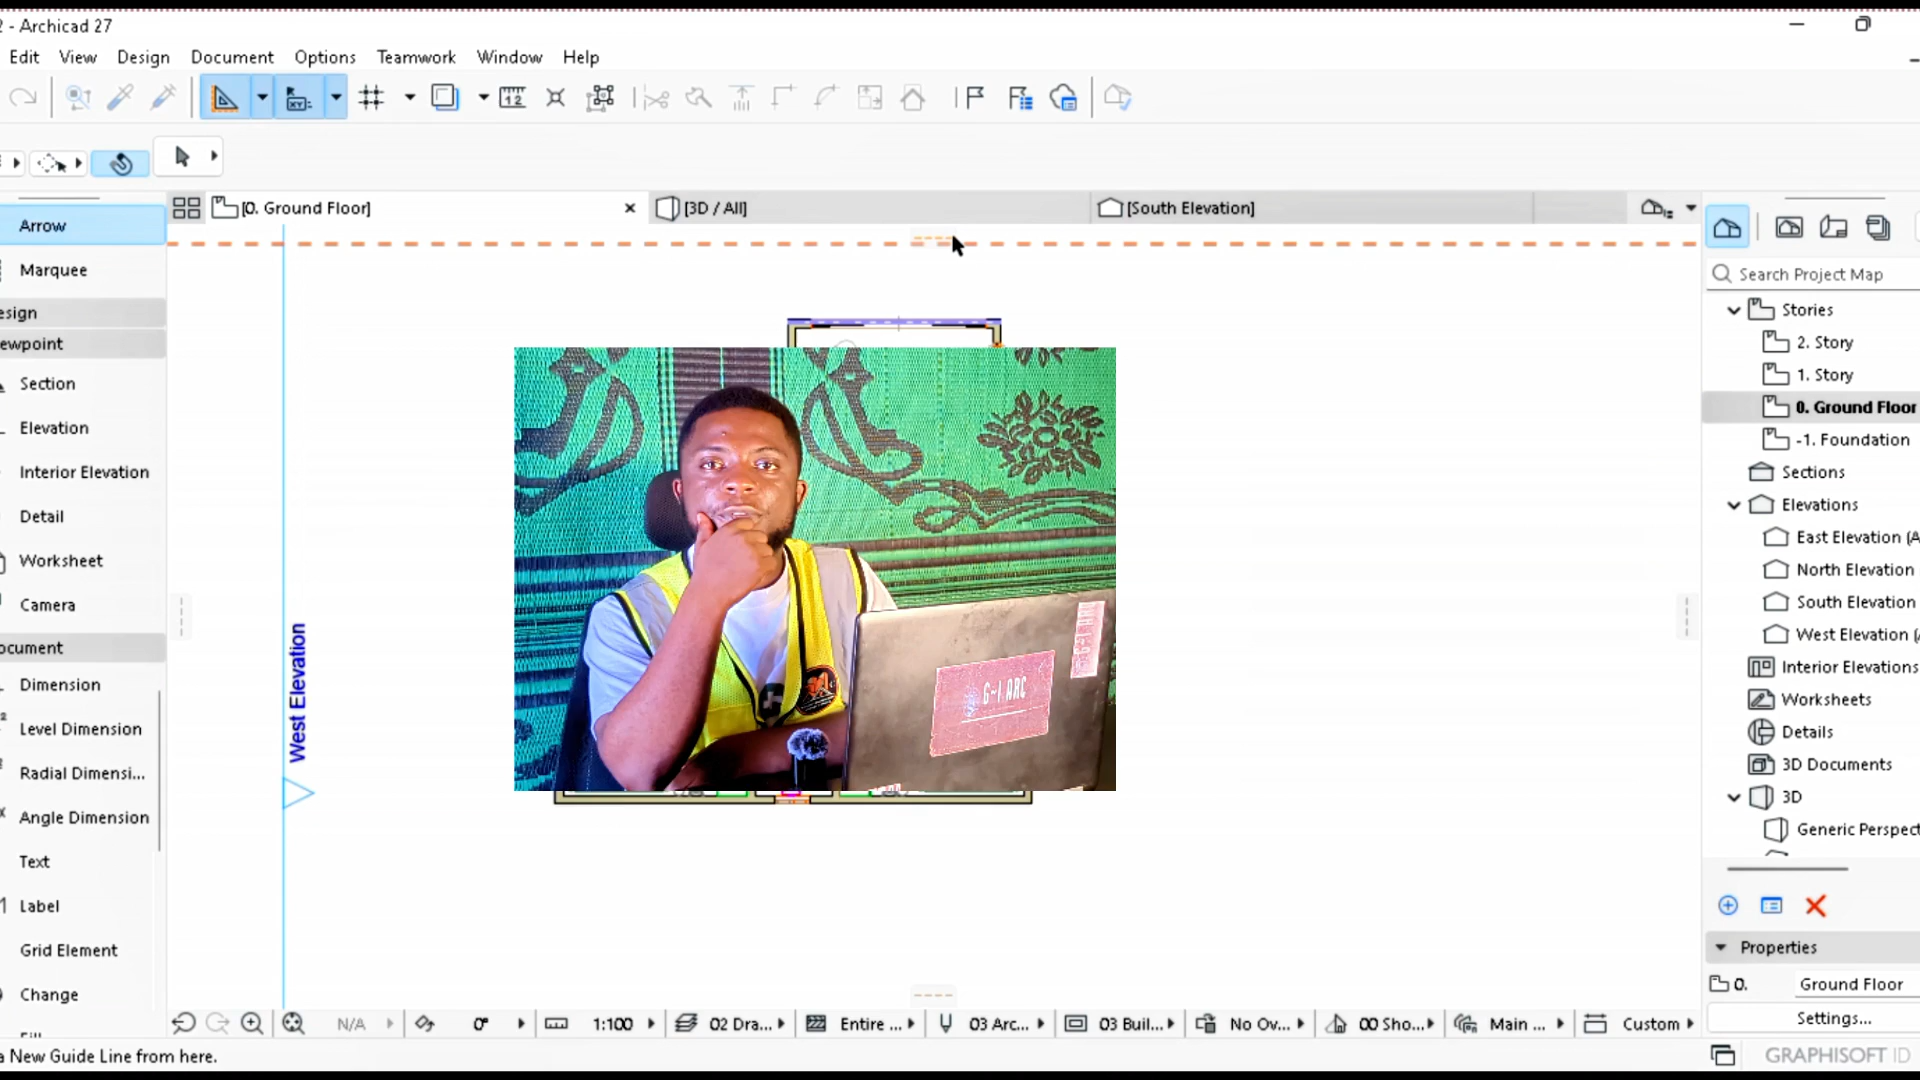 2 - Archicad 27
Edit View Design Document Options Teamwork Window Help
[0. Ground Floor] [3D / All] [South Elevation]
Arrow
Marquee
esign
ewpoint
Section
Elevation
Interior Elevation
Detail
Worksheet
Camera
ocument
Dimension
Level Dimension
Radial Dimensi...
Angle Dimension
Text
Label
Grid Element
Change
West Elevation
G-I ARC
Search Project Map
Stories
2. Story
1. Story
0. Ground Floor
-1. Foundation
Sections
Elevations
East Elevation (A
North Elevation
South Elevation
West Elevation (
Interior Elevations
Worksheets
Details
3D Documents
3D
Generic Perspect
Properties
0. Ground Floor
Settings...
N/A 0° 1:100 02 Dra... Entire ... 03 Arc... 03 Buil... No Ov... 00 Sho... Main ... Custom
a New Guide Line from here.
GRAPHISOFT ID